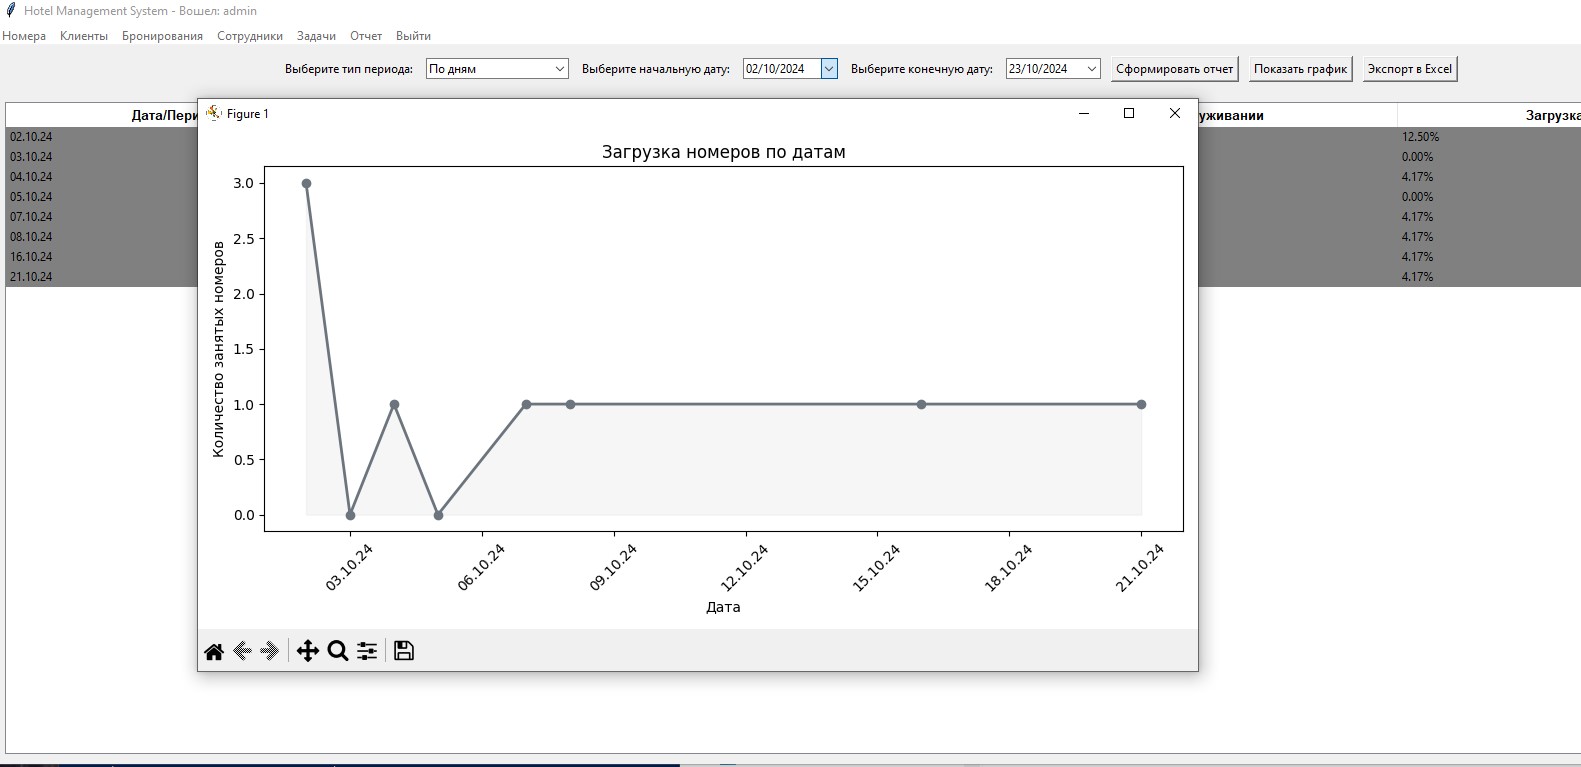 Hotel Management System - Вошел: admin
Номера Клиенты Бронирования Сотрудники Задачи Отчет Выйти
Выберите тип периода: По дням Выберите начальную дату: 02/10/2024 Выберите конечную дату: 23/10/2024 Сформировать отчет Показать график Экспорт в Excel
Дата/Пери уживании Загрузка
02.10.24 12.50%
03.10.24 0.00%
04.10.24 4.17%
05.10.24 0.00%
07.10.24 4.17%
08.10.24 4.17%
16.10.24 4.17%
21.10.24 4.17%
Figure 1
Загрузка номеров по датам
Количество занятых номеров
3.0
2.5
2.0
1.5
1.0
0.5
0.0
03.10.24 06.10.24 09.10.24 12.10.24 15.10.24 18.10.24 21.10.24
Дата